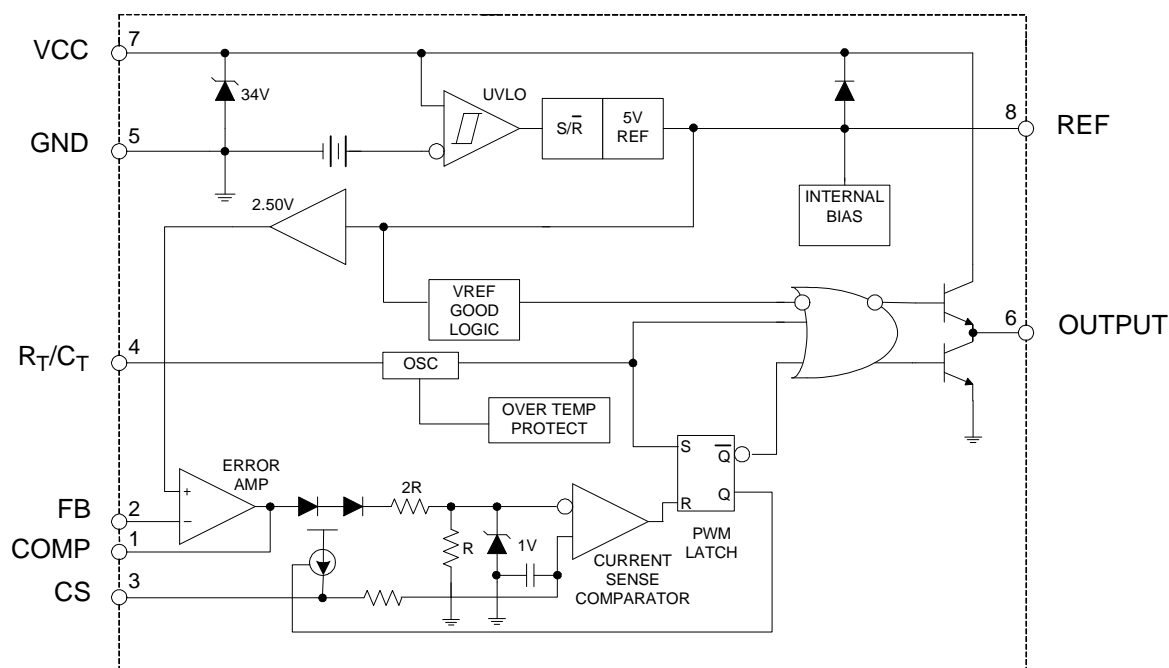 7
VCC
34V
UVLO
S/R̅
5V
REF
8
REF
5
GND
2.50V
INTERNAL
BIAS
VREF
GOOD
LOGIC
6
OUTPUT
4
R_T/C_T
OSC
OVER TEMP
PROTECT
S
Q̅
R
Q
PWM
LATCH
ERROR
AMP
+
−
2R
FB
2
COMP
1
R
1V
CURRENT
SENSE
COMPARATOR
CS
3